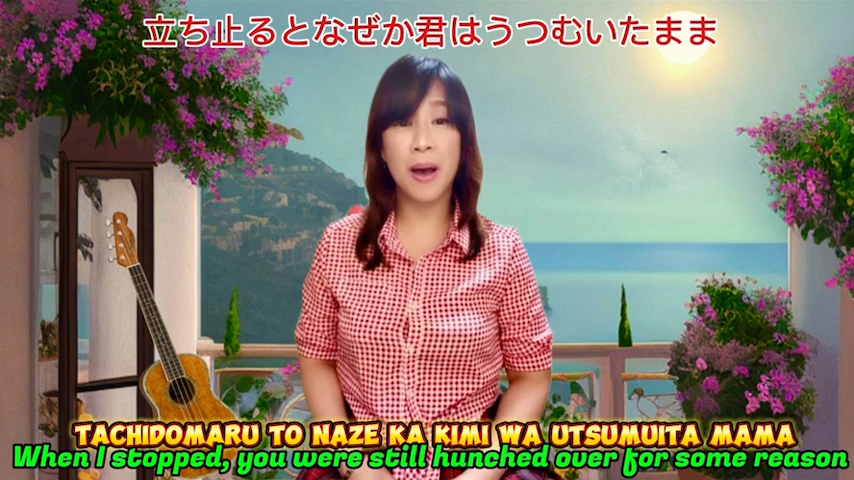 立ち止るとなぜか君はうつむいたまま
TACHIDOMARU TO NAZE KA KIMI WA UTSUMUITA MAMA
When I stopped, you were still hunched over for some reason